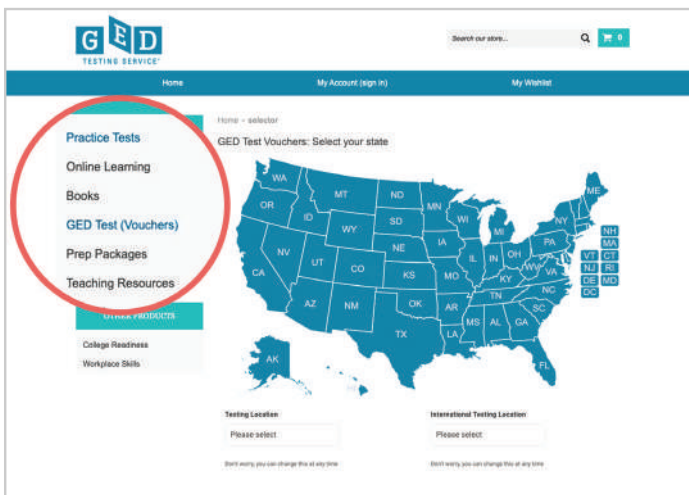 GED
TESTING SERVICE
Search our store...
0
Home
My Account (sign in)
My Wishlist
Practice Tests
Online Learning
Books
GED Test (Vouchers)
Prep Packages
Teaching Resources
OTHER PRODUCTS
College Readiness
Workplace Skills
Home - selector
GED Test Vouchers: Select your state
WA
OR
CA
NV
ID
MT
WY
UT
AZ
CO
NM
ND
SD
NE
KS
OK
TX
MN
IA
MO
AR
LA
WI
IL
MI
IN
OH
KY
TN
MS
AL
GA
FL
SC
NC
VA
WV
PA
NY
ME
NH
MA
VT
CT
NJ
RI
DE
MD
DC
AK
Testing Location
International Testing Location
Please select
Please select
Don't worry, you can change this at any time
Don't worry, you can change this at any time